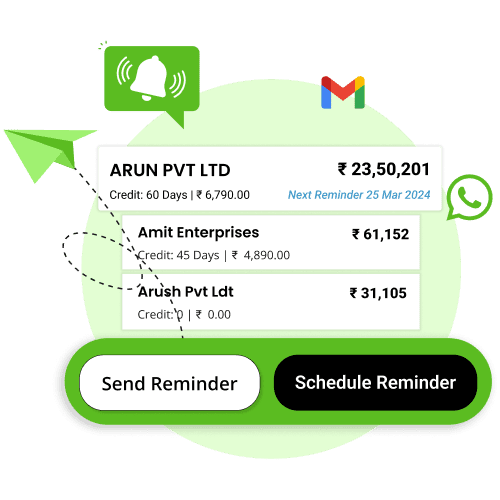 ARUN PVT LTD ₹ 23,50,201
Credit: 60 Days | ₹ 6,790.00 Next Reminder 25 Mar 2024
Amit Enterprises ₹ 61,152
Credit: 45 Days | ₹ 4,890.00
Arush Pvt Ldt ₹ 31,105
Credit: 0 | ₹ 0.00
Send Reminder Schedule Reminder